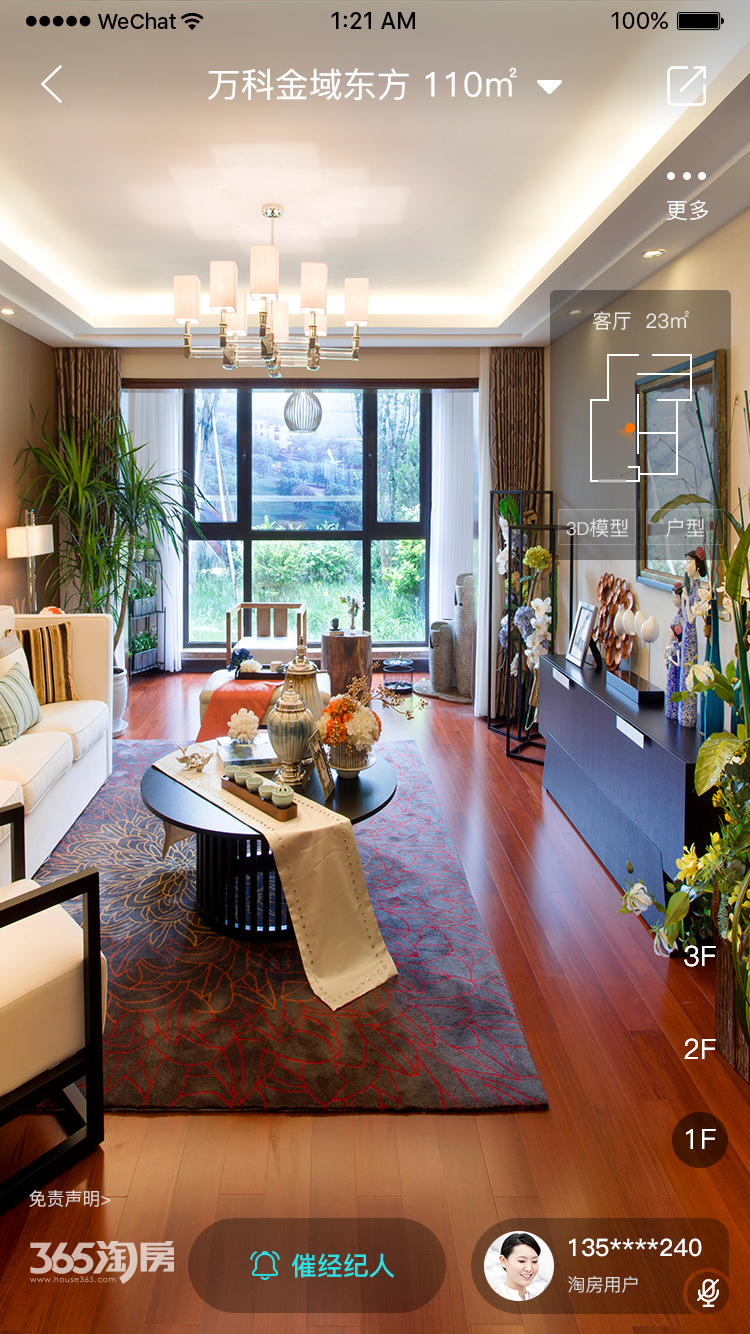 WeChat 1:21 AM 100%
万科金域东方 110㎡
更多
客厅 23㎡
3D模型 户型
3F
2F
1F
免责声明>
365淘房
www.house365.com
催经纪人
135****240
淘房用户